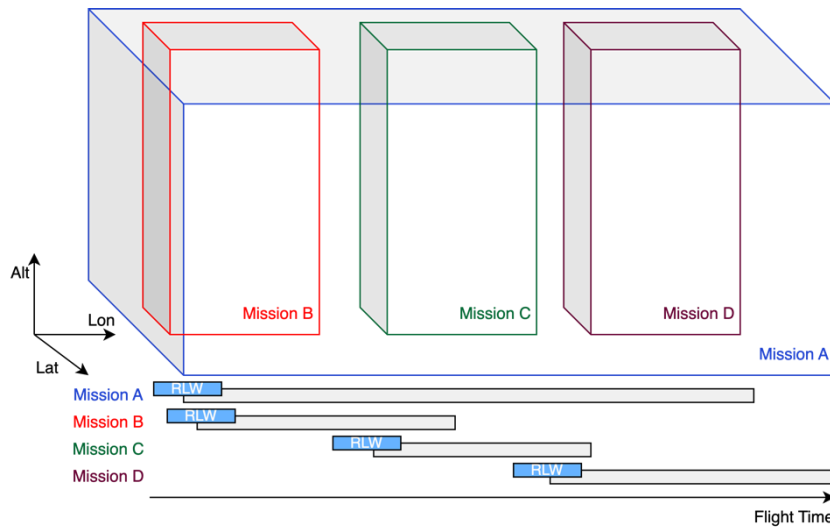 Mission B
Mission C
Mission D
Mission A
Alt
Lon
Lat
Mission A RLW
Mission B RLW
Mission C RLW
Mission D RLW
Flight Time